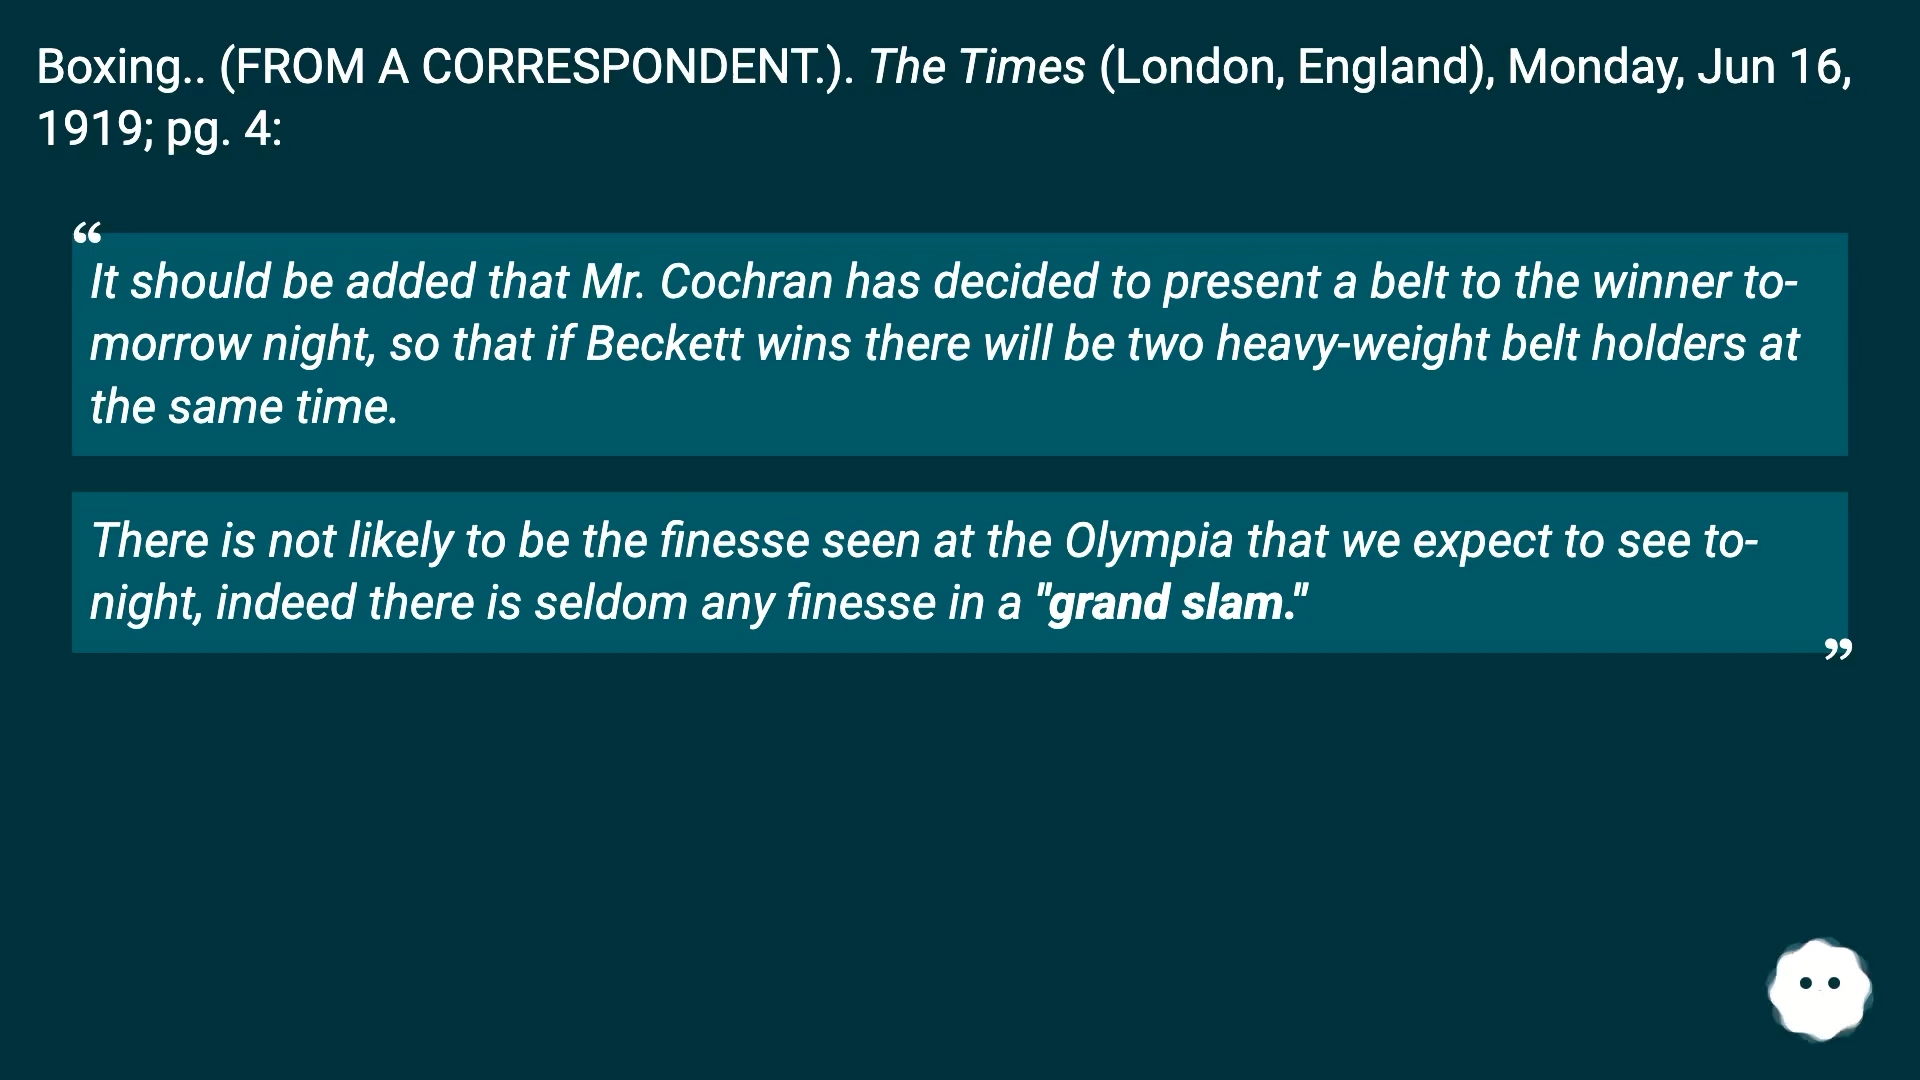 Boxing.. (FROM A CORRESPONDENT.). The Times (London, England), Monday, Jun 16,
1919; pg. 4:
“
It should be added that Mr. Cochran has decided to present a belt to the winner to-
morrow night, so that if Beckett wins there will be two heavy-weight belt holders at
the same time.
There is not likely to be the finesse seen at the Olympia that we expect to see to-
night, indeed there is seldom any finesse in a "grand slam."
”